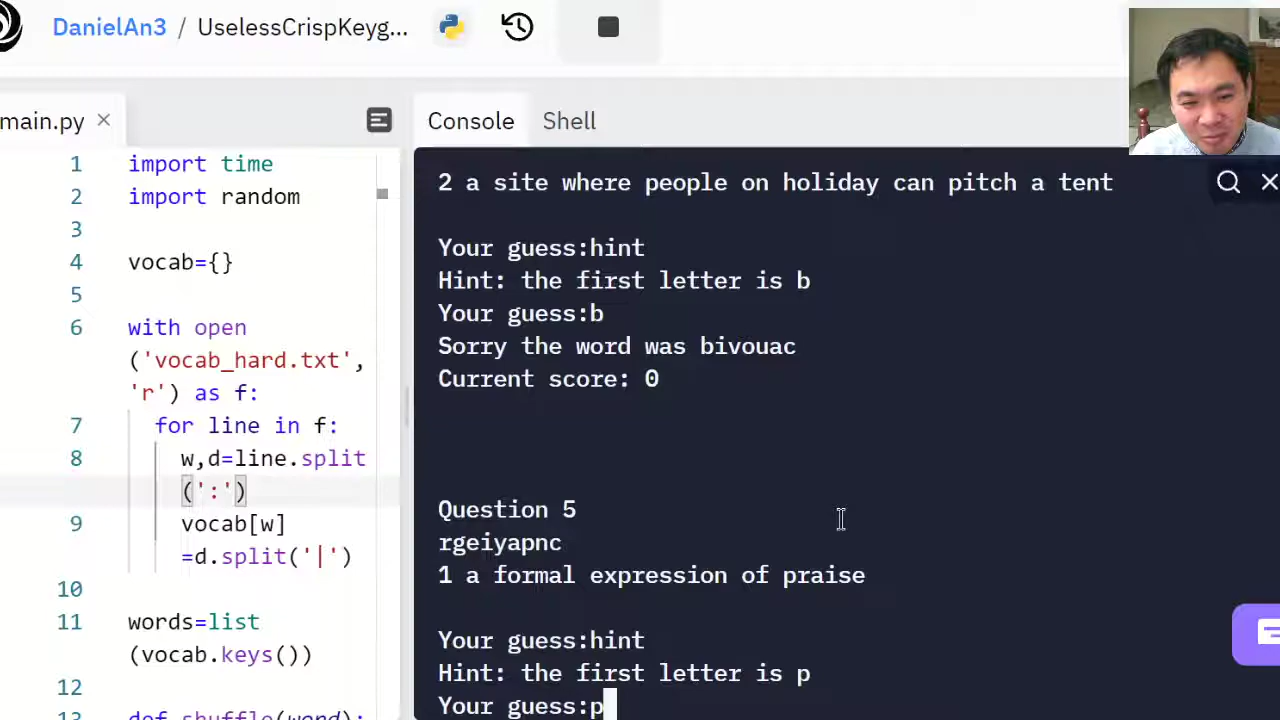 DanielAn3 / UselessCrispKeyg...
main.py
Console Shell
1 import time
2 import random
3
4 vocab={}
5
6 with open
('vocab_hard.txt',
'r') as f:
7 for line in f:
8 w,d=line.split
(':')
9 vocab[w]
=d.split('|')
10
11 words=list
(vocab.keys())
12
13 def shuffle(word):
2 a site where people on holiday can pitch a tent
Your guess:hint
Hint: the first letter is b
Your guess:b
Sorry the word was bivouac
Current score: 0
Question 5
rgeiyapnc
1 a formal expression of praise
Your guess:hint
Hint: the first letter is p
Your guess:p